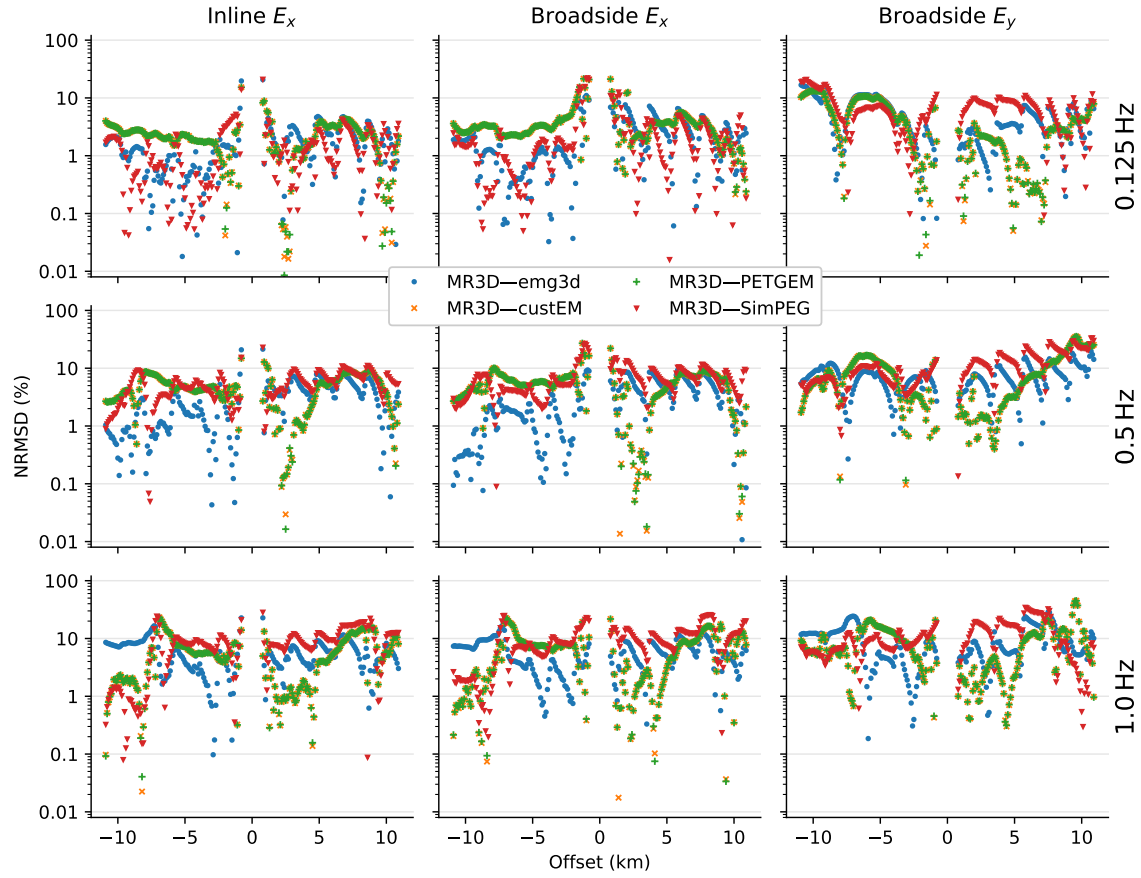 Inline Ex
Broadside Ex
Broadside Ey
100
10
1
0.1
0.01
0.125 Hz
MR3D—emg3d
MR3D—custEM
MR3D—PETGEM
MR3D—SimPEG
100
10
1
0.1
0.01
NRMSD (%)
0.5 Hz
100
10
1
0.1
0.01
1.0 Hz
−10 −5 0 5 10
−10 −5 0 5 10
−10 −5 0 5 10
Offset (km)